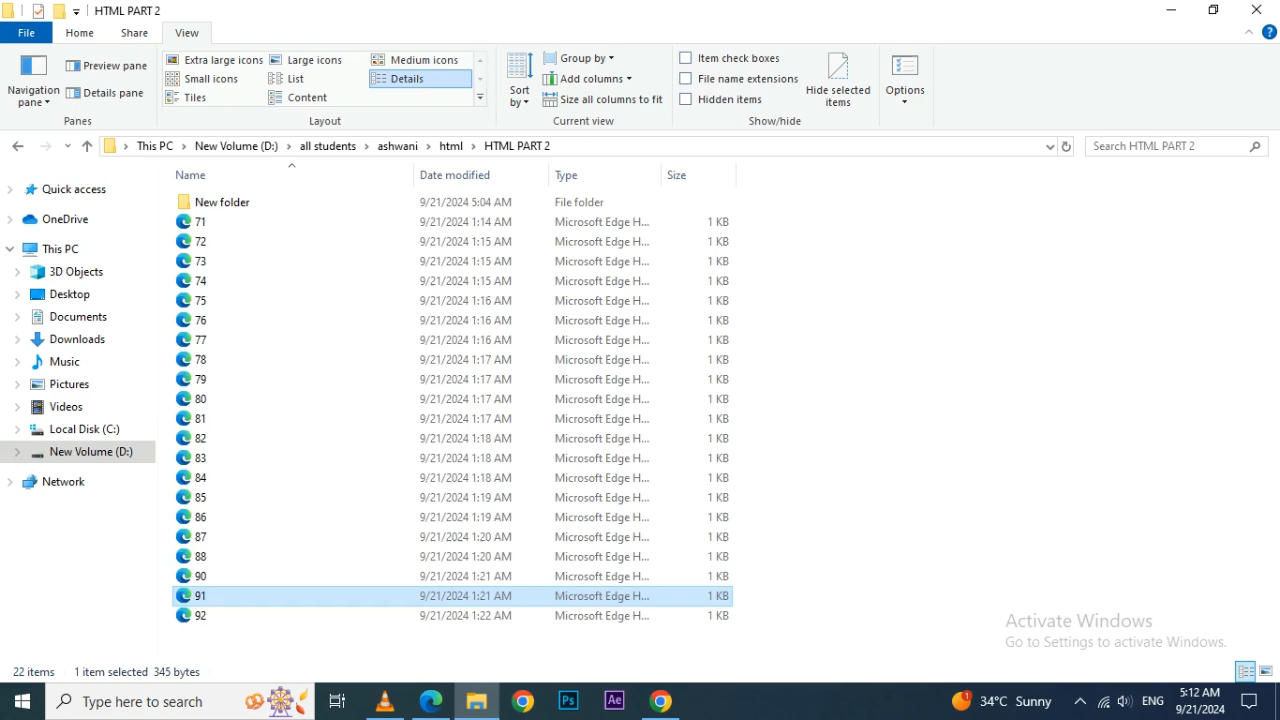 HTML PART 2
File Home Share View
Navigation pane
Preview pane
Details pane
Panes
Extra large icons Large icons Medium icons
Small icons List Details
Tiles Content
Layout
Sort by
Group by
Add columns
Size all columns to fit
Current view
Item check boxes
File name extensions
Hidden items
Hide selected items
Show/hide
Options
This PC New Volume (D:) all students ashwani html HTML PART 2
Search HTML PART 2
Quick access
OneDrive
This PC
3D Objects
Desktop
Documents
Downloads
Music
Pictures
Videos
Local Disk (C:)
New Volume (D:)
Network
Name Date modified Type Size
New folder 9/21/2024 5:04 AM File folder
71 9/21/2024 1:14 AM Microsoft Edge H... 1 KB
72 9/21/2024 1:15 AM Microsoft Edge H... 1 KB
73 9/21/2024 1:15 AM Microsoft Edge H... 1 KB
74 9/21/2024 1:15 AM Microsoft Edge H... 1 KB
75 9/21/2024 1:16 AM Microsoft Edge H... 1 KB
76 9/21/2024 1:16 AM Microsoft Edge H... 1 KB
77 9/21/2024 1:16 AM Microsoft Edge H... 1 KB
78 9/21/2024 1:17 AM Microsoft Edge H... 1 KB
79 9/21/2024 1:17 AM Microsoft Edge H... 1 KB
80 9/21/2024 1:17 AM Microsoft Edge H... 1 KB
81 9/21/2024 1:17 AM Microsoft Edge H... 1 KB
82 9/21/2024 1:18 AM Microsoft Edge H... 1 KB
83 9/21/2024 1:18 AM Microsoft Edge H... 1 KB
84 9/21/2024 1:18 AM Microsoft Edge H... 1 KB
85 9/21/2024 1:19 AM Microsoft Edge H... 1 KB
86 9/21/2024 1:19 AM Microsoft Edge H... 1 KB
87 9/21/2024 1:20 AM Microsoft Edge H... 1 KB
88 9/21/2024 1:20 AM Microsoft Edge H... 1 KB
90 9/21/2024 1:21 AM Microsoft Edge H... 1 KB
91 9/21/2024 1:21 AM Microsoft Edge H... 1 KB
92 9/21/2024 1:22 AM Microsoft Edge H... 1 KB
Activate Windows
Go to Settings to activate Windows.
22 items 1 item selected 345 bytes
Type here to search
Ps Ae
1 34°C Sunny ENG
5:12 AM
9/21/2024